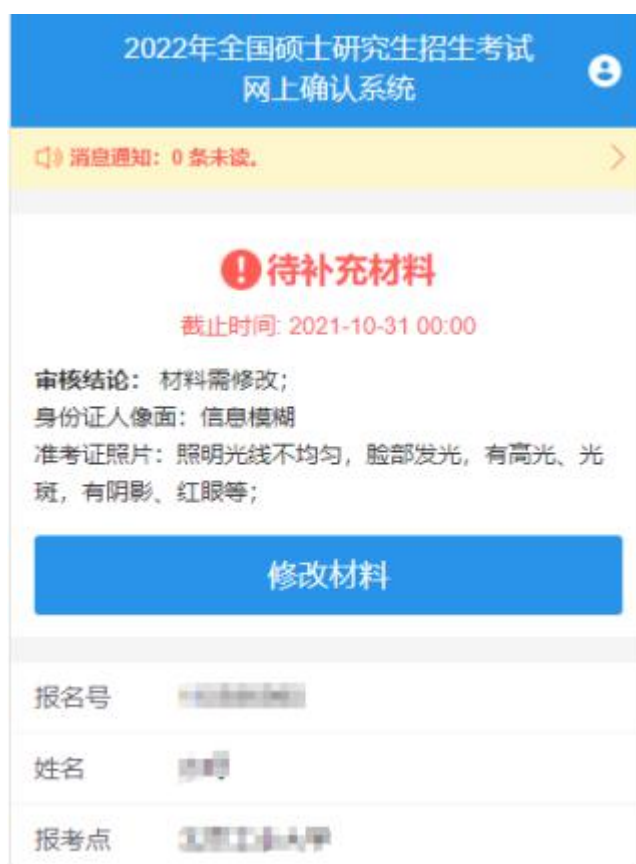 2022年全国硕士研究生招生考试
网上确认系统
消息通知：0 条未读。
待补充材料
截止时间: 2021-10-31 00:00
审核结论： 材料需修改；
身份证人像面：信息模糊
准考证照片：照明光线不均匀，脸部发光，有高光、光
斑，有阴影、红眼等；
修改材料
报名号
姓名
报考点